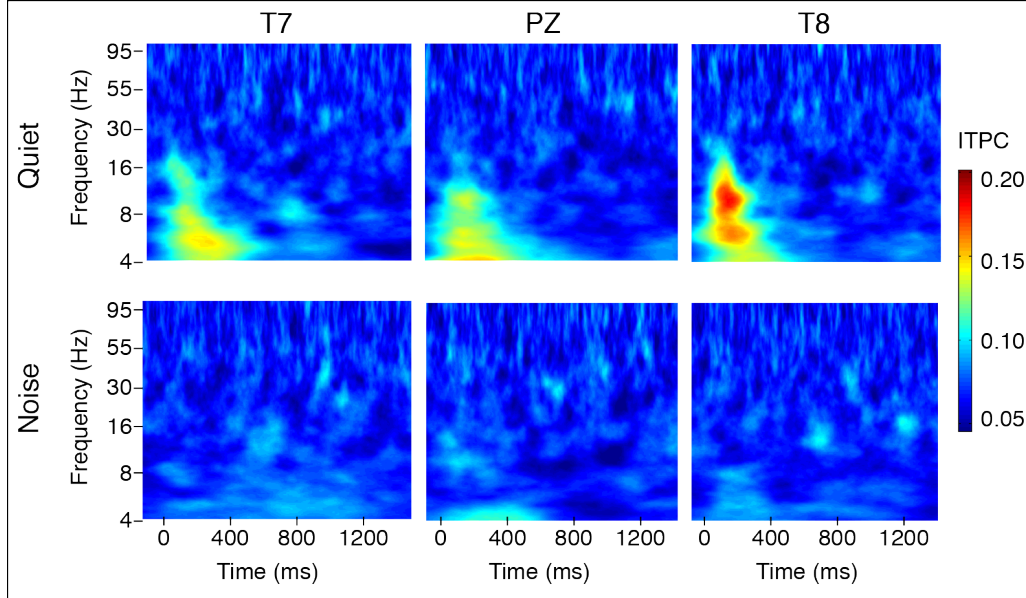 T7 PZ T8
Quiet
Frequency (Hz)
95
55
30
16
8
4
ITPC
0.20
0.15
0.10
0.05
Noise
Frequency (Hz)
95
55
30
16
8
4
0 400 800 1200
0 400 800 1200
0 400 800 1200
Time (ms) Time (ms) Time (ms)